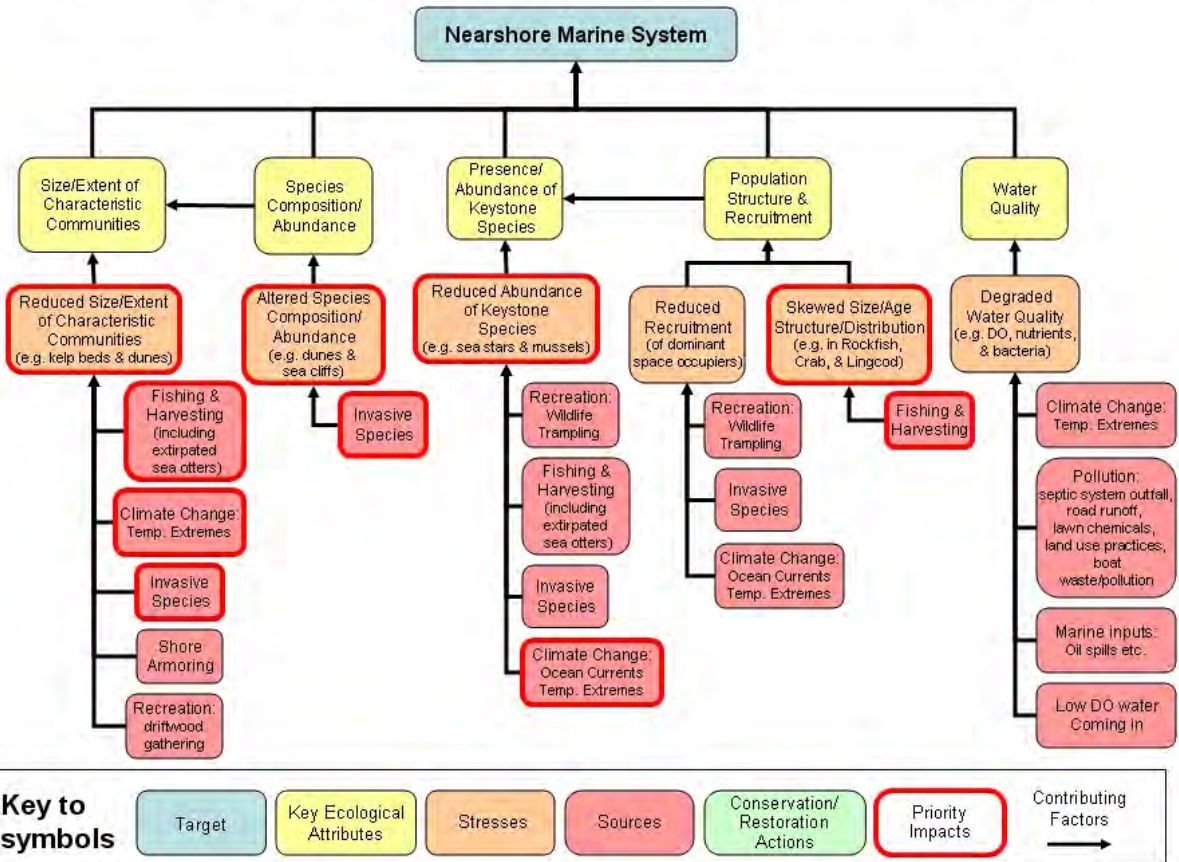 Nearshore Marine System
Size/Extent of
Characteristic
Communities
Species
Composition/
Abundance
Presence/
Abundance of
Keystone
Species
Population
Structure &
Recruitment
Water
Quality
Reduced Size/Extent
of Characteristic
Communities
(e.g. kelp beds & dunes)
Altered Species
Composition/
Abundance
(e.g. dunes &
sea cliffs)
Reduced Abundance
of Keystone
Species
(e.g. sea stars & mussels)
Reduced
Recruitment
(of dominant
space occupiers)
Skewed Size/Age
Structure/Distribution
(e.g. in Rockfish,
Crab, & Lingcod)
Degraded
Water Quality
(e.g. DO, nutrients,
& bacteria)
Fishing &
Harvesting
(including
extirpated
sea otters)
Climate Change:
Temp. Extremes
Invasive
Species
Shore
Armoring
Recreation:
driftwood
gathering
Invasive
Species
Recreation:
Wildlife
Trampling
Fishing &
Harvesting
(including
extirpated
sea otters)
Invasive
Species
Climate Change:
Ocean Currents
Temp. Extremes
Recreation:
Wildlife
Trampling
Invasive
Species
Climate Change:
Ocean Currents
Temp. Extremes
Fishing &
Harvesting
Climate Change:
Temp. Extremes
Pollution:
septic system outfall,
road runoff,
lawn chemicals,
land use practices,
boat
waste/pollution
Marine inputs:
Oil spills etc.
Low DO water
Coming in
Key to
symbols
Target
Key Ecological
Attributes
Stresses
Sources
Conservation/
Restoration
Actions
Priority
Impacts
Contributing
Factors